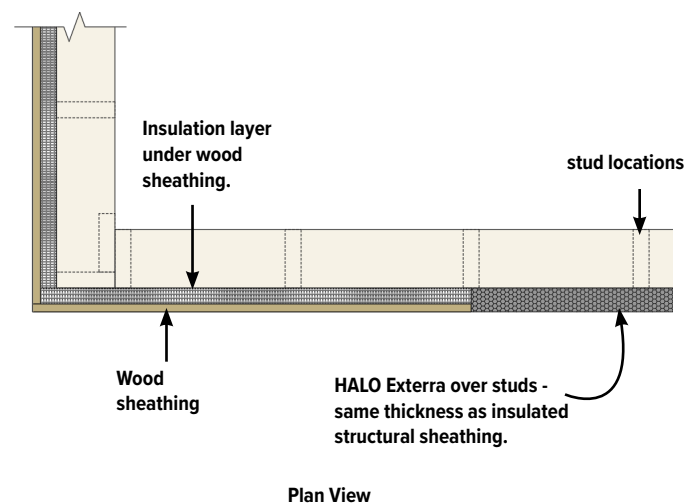 Insulation layer
under wood
sheathing.
stud locations
Wood
sheathing
HALO Exterra over studs -
same thickness as insulated
structural sheathing.
Plan View